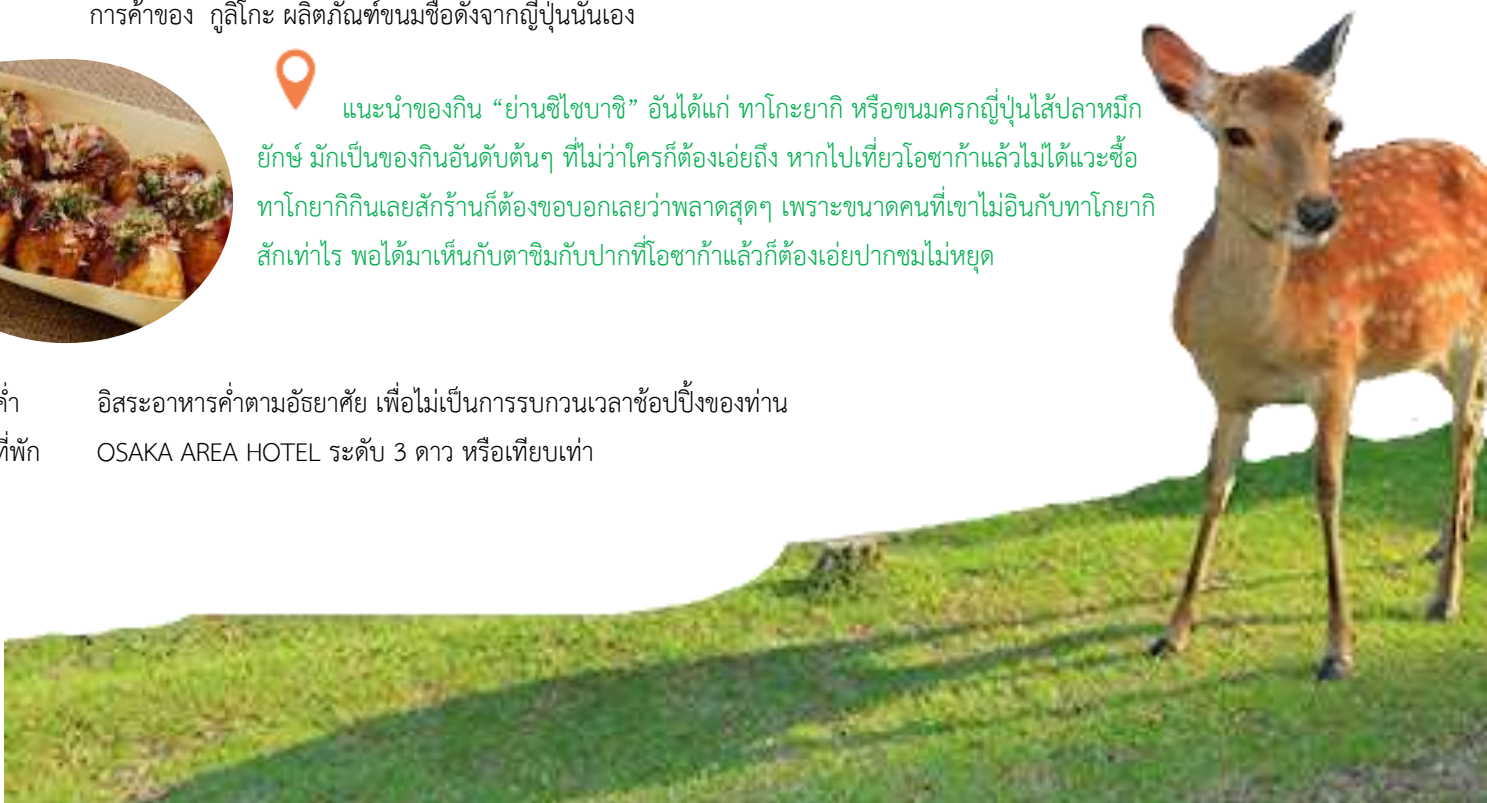 การค้าของ กูลิโกะ ผลิตภัณฑ์ขนมชื่อดังจากญี่ปุ่นนั่นเอง
แนะนำของกิน “ย่านซิไชบาชิ” อันได้แก่ ทาโกะยากิ หรือขนมครกญี่ปุ่นไส้ปลาหมึก
ยักษ์ มักเป็นของกินอันดับต้นๆ ที่ไม่ว่าใครก็ต้องเอ่ยถึง หากไปเที่ยวโอซาก้าแล้วไม่ได้แวะซื้อ
ทาโกยากิกินเลยสักร้านก็ต้องขอบอกเลยว่าพลาดสุดๆ เพราะขนาดคนที่เขาไม่อินกับทาโกยากิ
สักเท่าไร พอได้มาเห็นกับตาชิมกับปากที่โอซาก้าแล้วก็ต้องเอ่ยปากชมไม่หยุด
ค่ำ อิสระอาหารค่ำตามอัธยาศัย เพื่อไม่เป็นการรบกวนเวลาช้อปปิ้งของท่าน
ที่พัก OSAKA AREA HOTEL ระดับ 3 ดาว หรือเทียบเท่า